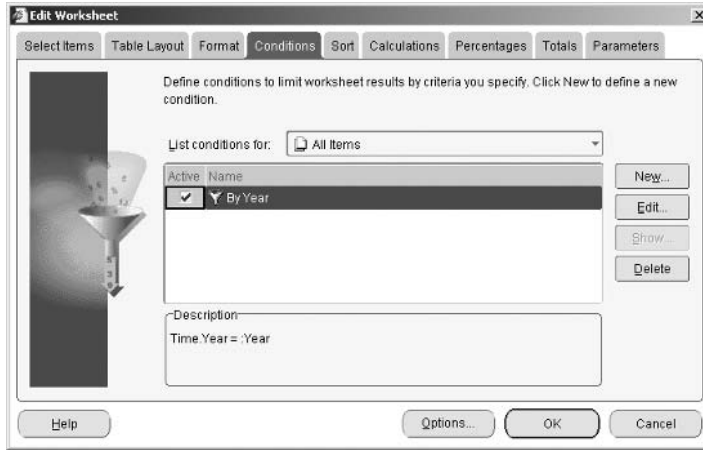 Edit Worksheet
Select Items Table Layout Format Conditions Sort Calculations Percentages Totals Parameters
Define conditions to limit worksheet results by criteria you specify. Click New to define a new
condition.
List conditions for: All Items
Active Name
By Year
New...
Edit...
Show...
Delete
Description
Time.Year = :Year
Help Options... OK Cancel